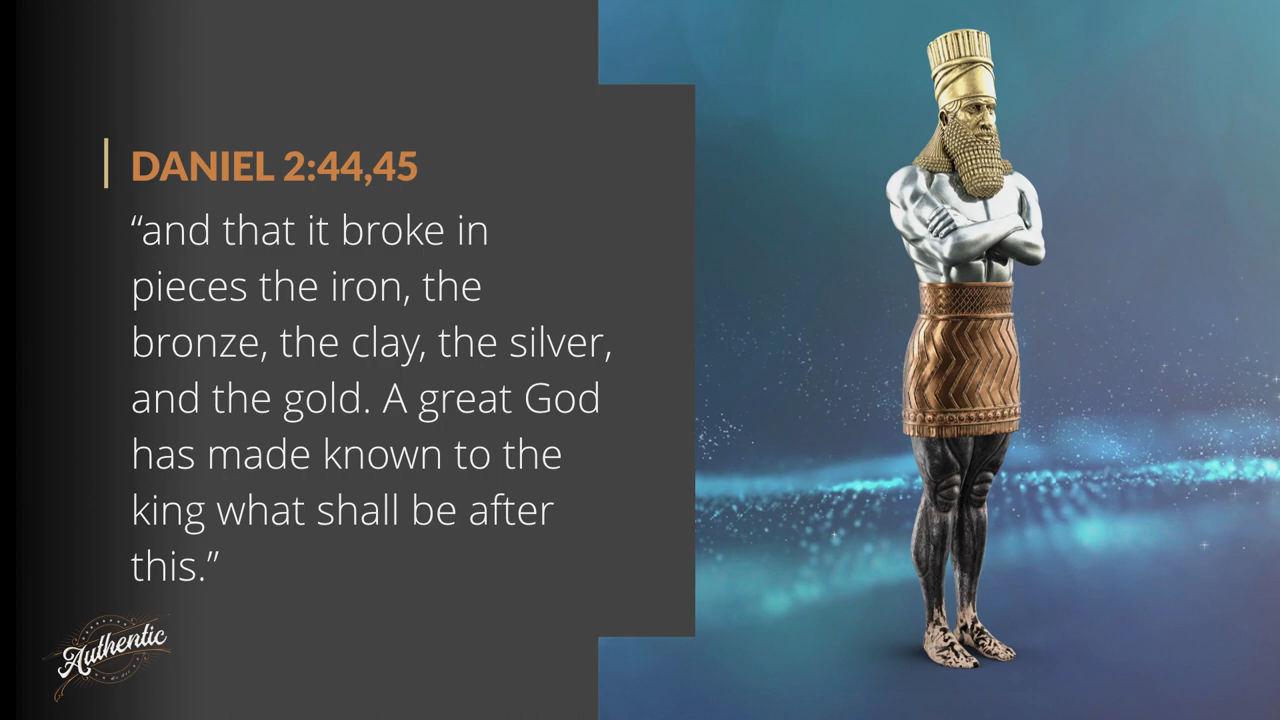 DANIEL 2:44,45
“and that it broke in
pieces the iron, the
bronze, the clay, the silver,
and the gold. A great God
has made known to the
king what shall be after
this.”
Authentic